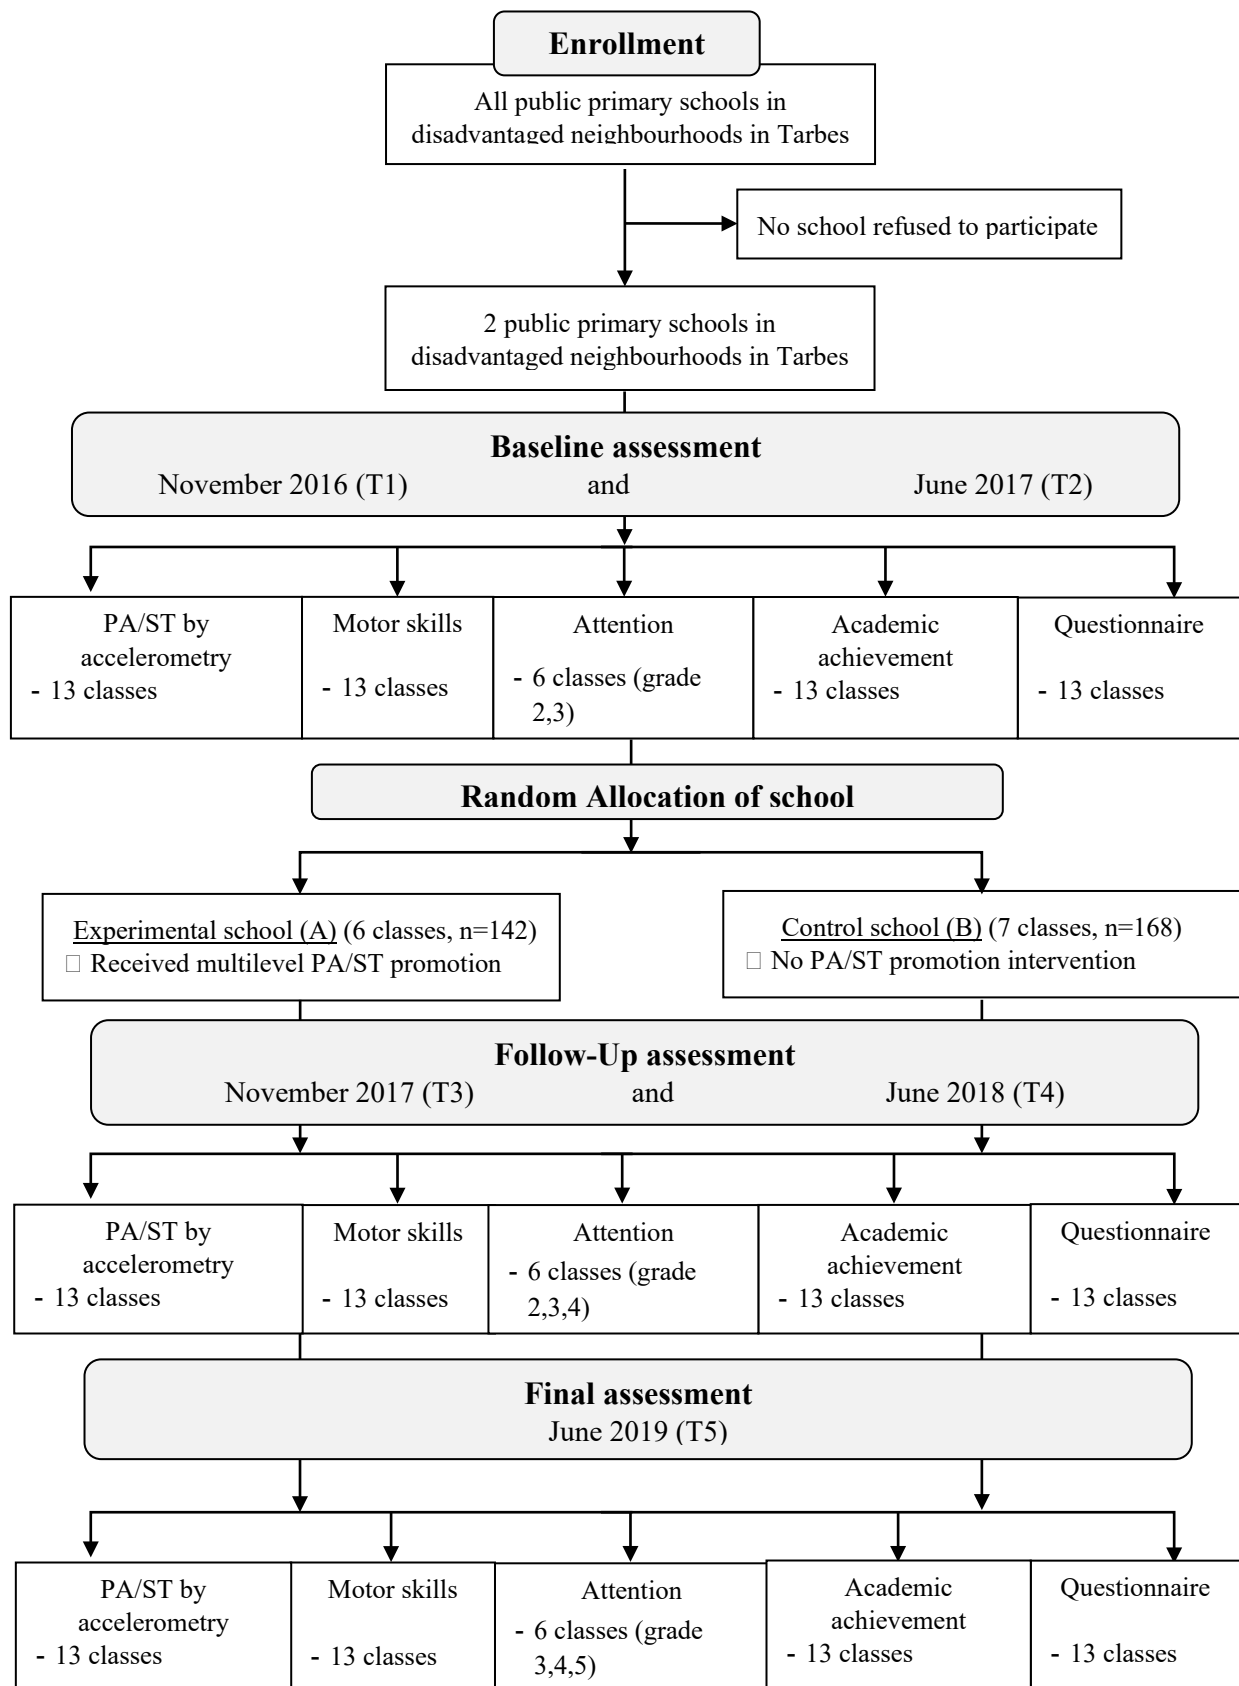 Enrollment
All public primary schools in
disadvantaged neighbourhoods in Tarbes
No school refused to participate
2 public primary schools in
disadvantaged neighbourhoods in Tarbes
Baseline assessment
November 2016 (T1) and June 2017 (T2)
PA/ST by
accelerometry
- 13 classes
Motor skills
- 13 classes
Attention
- 6 classes (grade
2,3)
Academic
achievement
- 13 classes
Questionnaire
- 13 classes
Random Allocation of school
Experimental school (A) (6 classes, n=142)
□ Received multilevel PA/ST promotion
Control school (B) (7 classes, n=168)
□ No PA/ST promotion intervention
Follow-Up assessment
November 2017 (T3) and June 2018 (T4)
PA/ST by
accelerometry
- 13 classes
Motor skills
- 13 classes
Attention
- 6 classes (grade
2,3,4)
Academic
achievement
- 13 classes
Questionnaire
- 13 classes
Final assessment
June 2019 (T5)
PA/ST by
accelerometry
- 13 classes
Motor skills
- 13 classes
Attention
- 6 classes (grade
3,4,5)
Academic
achievement
- 13 classes
Questionnaire
- 13 classes